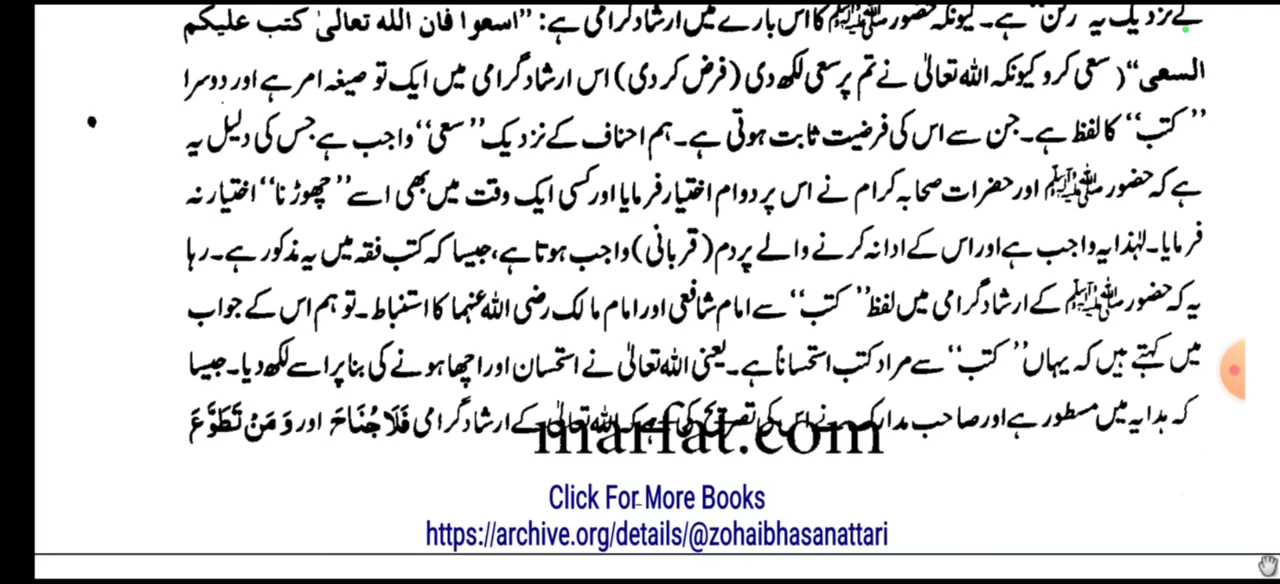 کے نزدیک یہ "رکن" ہے۔ کیونکہ حضور ﷺ کا اس بارے میں ارشاد گرامی ہے: "اسعوا فان الله تعالىٰ كتب عليكم
السعى" (سعی کرو کیونکہ اللہ تعالیٰ نے تم پر سعی لکھ دی (فرض کر دی) اس ارشاد گرامی میں ایک تو صیغہ امر ہے اور دوسرا
"کتب" کا لفظ ہے۔ جن سے اس کی فرضیت ثابت ہوتی ہے۔ ہم احناف کے نزدیک "سعی" واجب ہے جس کی دلیل یہ
ہے کہ حضور ﷺ اور حضرات صحابہ کرام نے اس پر دوام اختیار فرمایا اور کسی ایک وقت میں بھی اسے "چھوڑنا" اختیار نہ
فرمایا۔ لہٰذا یہ واجب ہے اور اس کے ادا نہ کرنے والے پر دم (قربانی) واجب ہوتا ہے، جیسا کہ کتب فقہ میں یہ مذکور ہے۔ رہا
یہ کہ حضور ﷺ کے ارشاد گرامی میں لفظ "کتب" سے امام شافعی اور امام مالک رضی اللہ عنہما کا استنباط۔ تو ہم اس کے جواب
میں کہتے ہیں کہ یہاں "کتب" سے مراد کتب استحساناً ہے۔ یعنی اللہ تعالیٰ نے استحسان اور اچھا ہونے کی بنا پر اسے لکھ دیا۔ جیسا
کہ ہدایہ میں مسطور ہے اور صاحب مدارک نے اس کی تصریح کی ہے کہ اللہ تعالیٰ کے ارشاد گرامی فَلَا جُنَاحَ اور وَمَنْ تَطَوَّعَ
marfat.com
Click For More Books
https://archive.org/details/@zohaibhasanattari